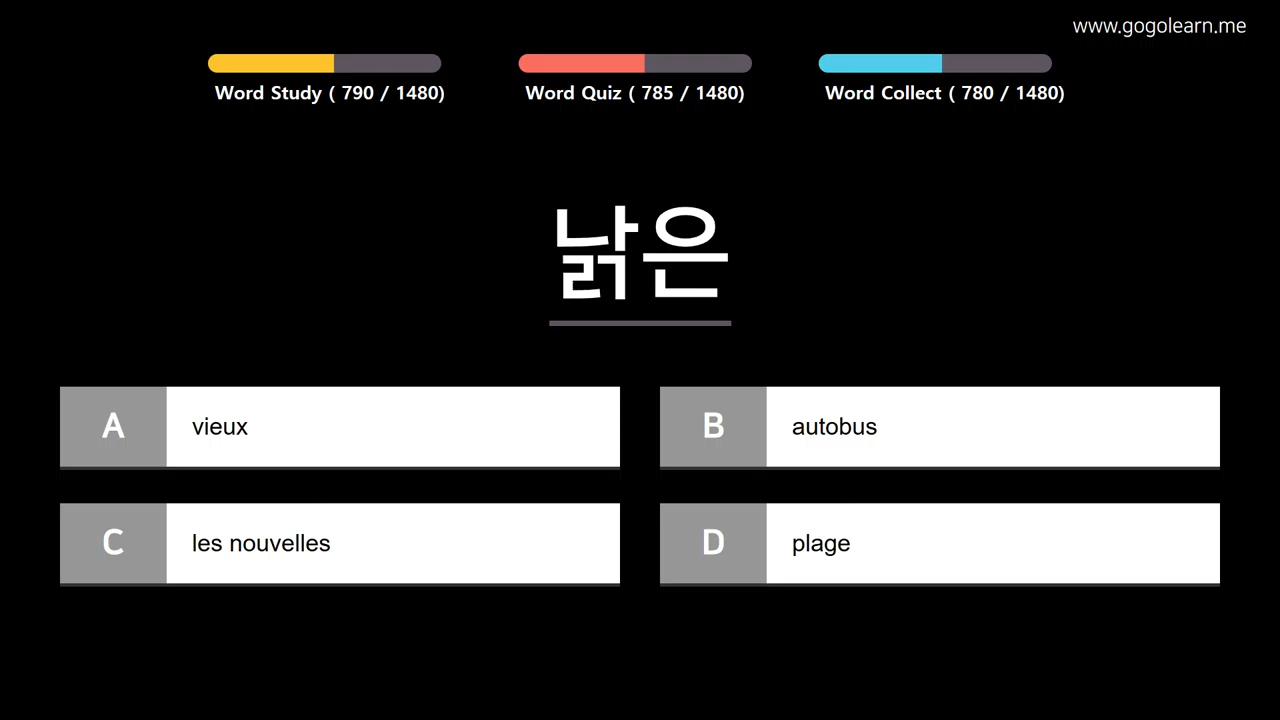 www.gogolearn.me
Word Study ( 790 / 1480)
Word Quiz ( 785 / 1480)
Word Collect ( 780 / 1480)
낡은
A vieux
B autobus
C les nouvelles
D plage